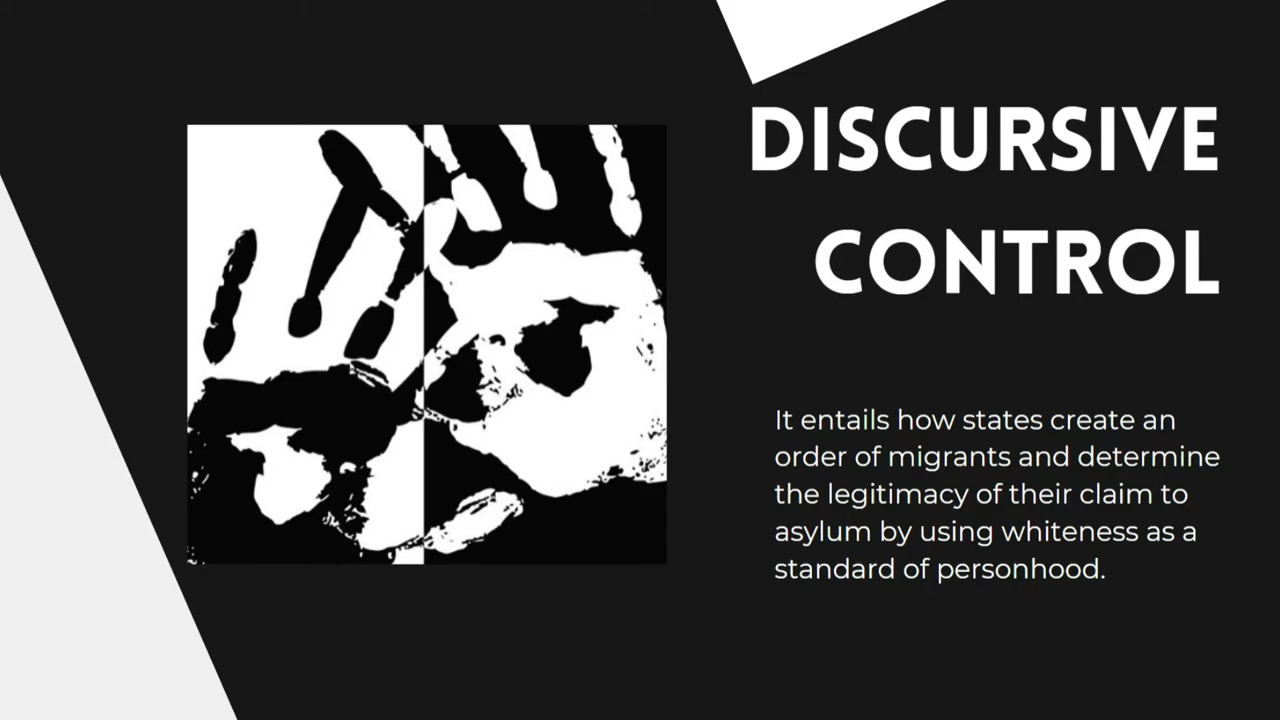 DISCURSIVE
CONTROL
It entails how states create an
order of migrants and determine
the legitimacy of their claim to
asylum by using whiteness as a
standard of personhood.